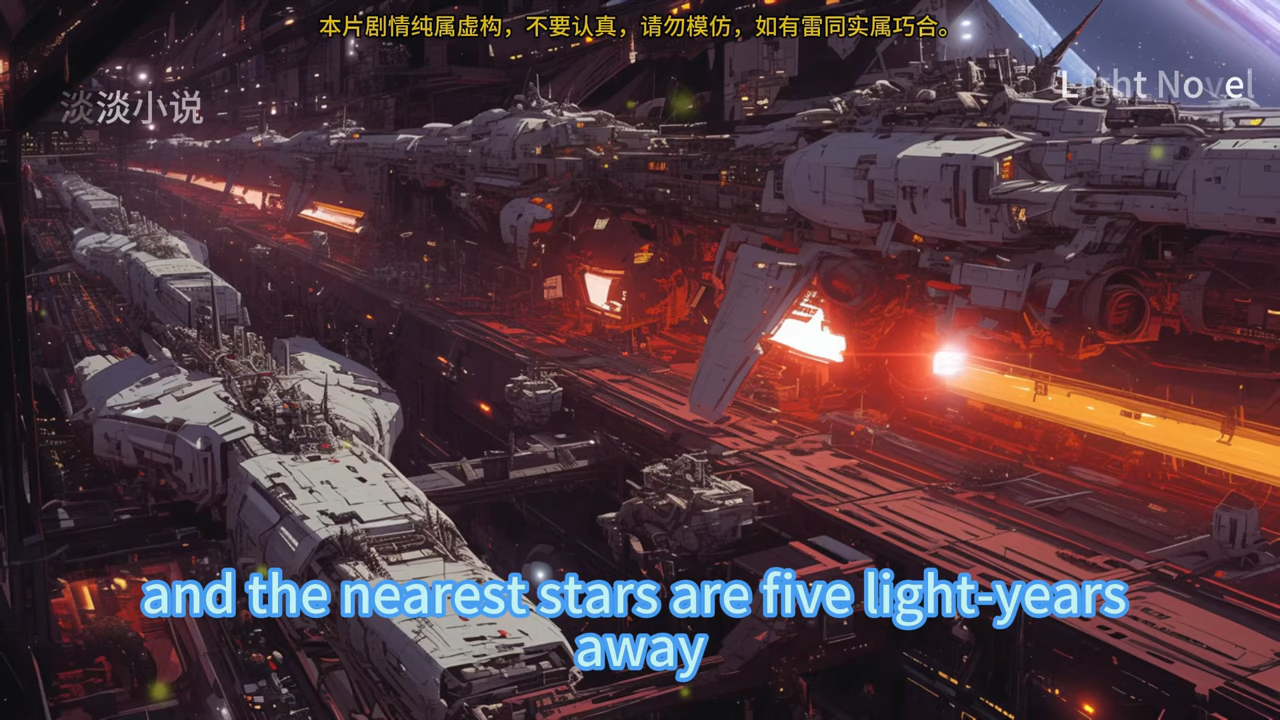 本片剧情纯属虚构，不要认真，请勿模仿，如有雷同实属巧合。
淡淡小说
Light Novel
and the nearest stars are five light-years
away